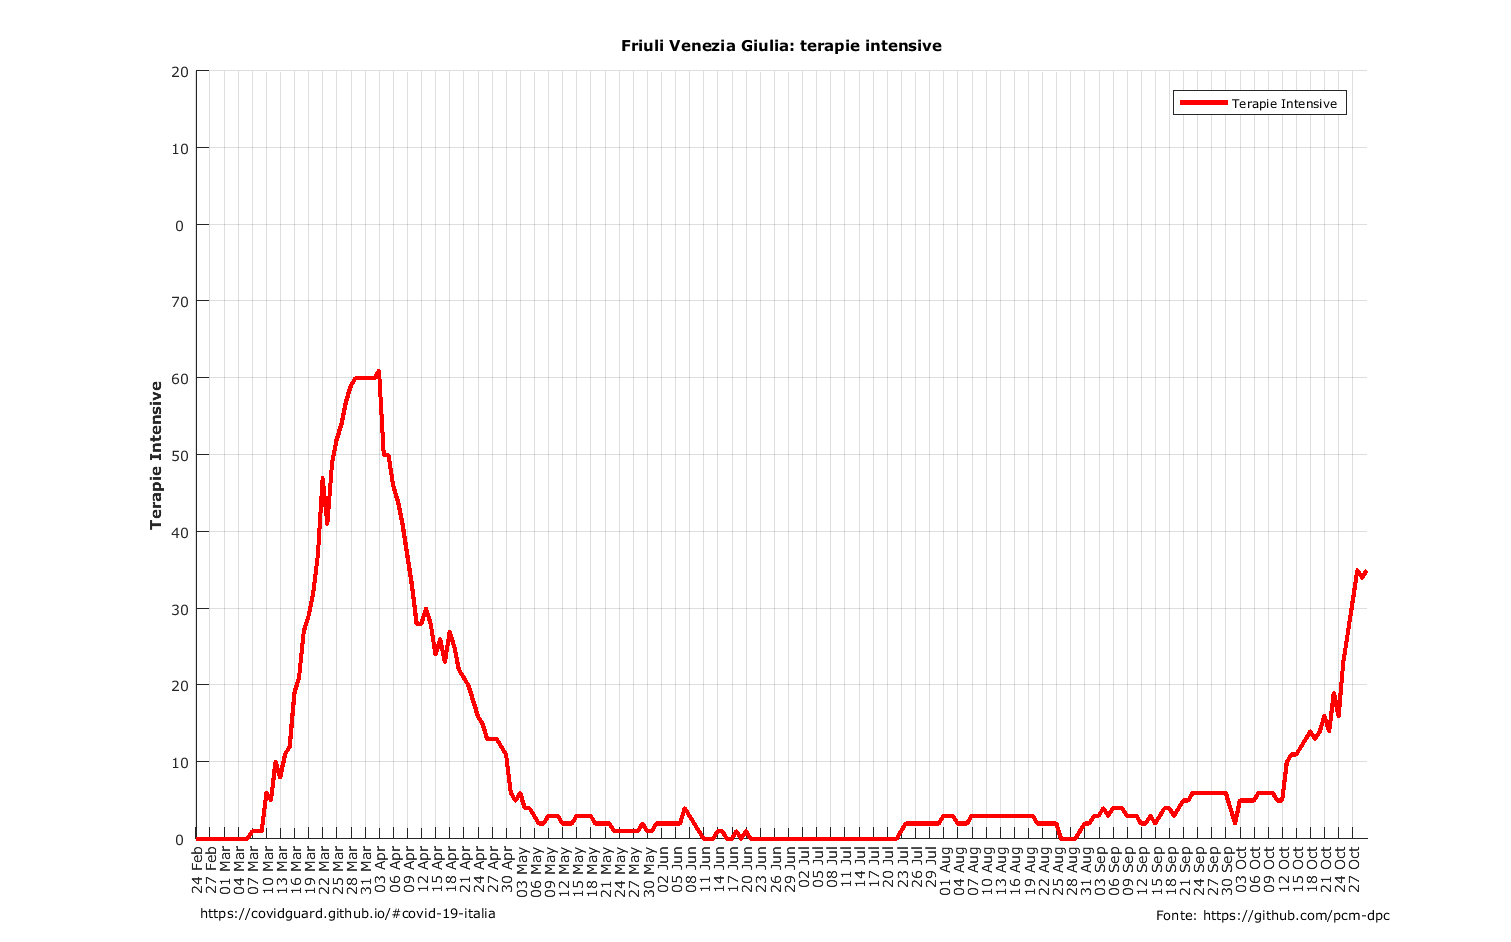 Friuli Venezia Giulia: terapie intensive
Terapie Intensive
20
10
0
70
60
50
40
30
20
10
0
Terapie Intensive
24 Feb
27 Feb
01 Mar
04 Mar
07 Mar
10 Mar
13 Mar
16 Mar
19 Mar
22 Mar
25 Mar
28 Mar
31 Mar
03 Apr
06 Apr
09 Apr
12 Apr
15 Apr
18 Apr
21 Apr
24 Apr
27 Apr
30 Apr
03 May
06 May
09 May
12 May
15 May
18 May
21 May
24 May
27 May
30 May
02 Jun
05 Jun
08 Jun
11 Jun
14 Jun
17 Jun
20 Jun
23 Jun
26 Jun
29 Jun
02 Jul
05 Jul
08 Jul
11 Jul
14 Jul
17 Jul
20 Jul
23 Jul
26 Jul
29 Jul
01 Aug
04 Aug
07 Aug
10 Aug
13 Aug
16 Aug
19 Aug
22 Aug
25 Aug
28 Aug
31 Aug
03 Sep
06 Sep
09 Sep
12 Sep
15 Sep
18 Sep
21 Sep
24 Sep
27 Sep
30 Sep
03 Oct
06 Oct
09 Oct
12 Oct
15 Oct
18 Oct
21 Oct
24 Oct
27 Oct
https://covidguard.github.io/#covid-19-italia
Fonte: https://github.com/pcm-dpc